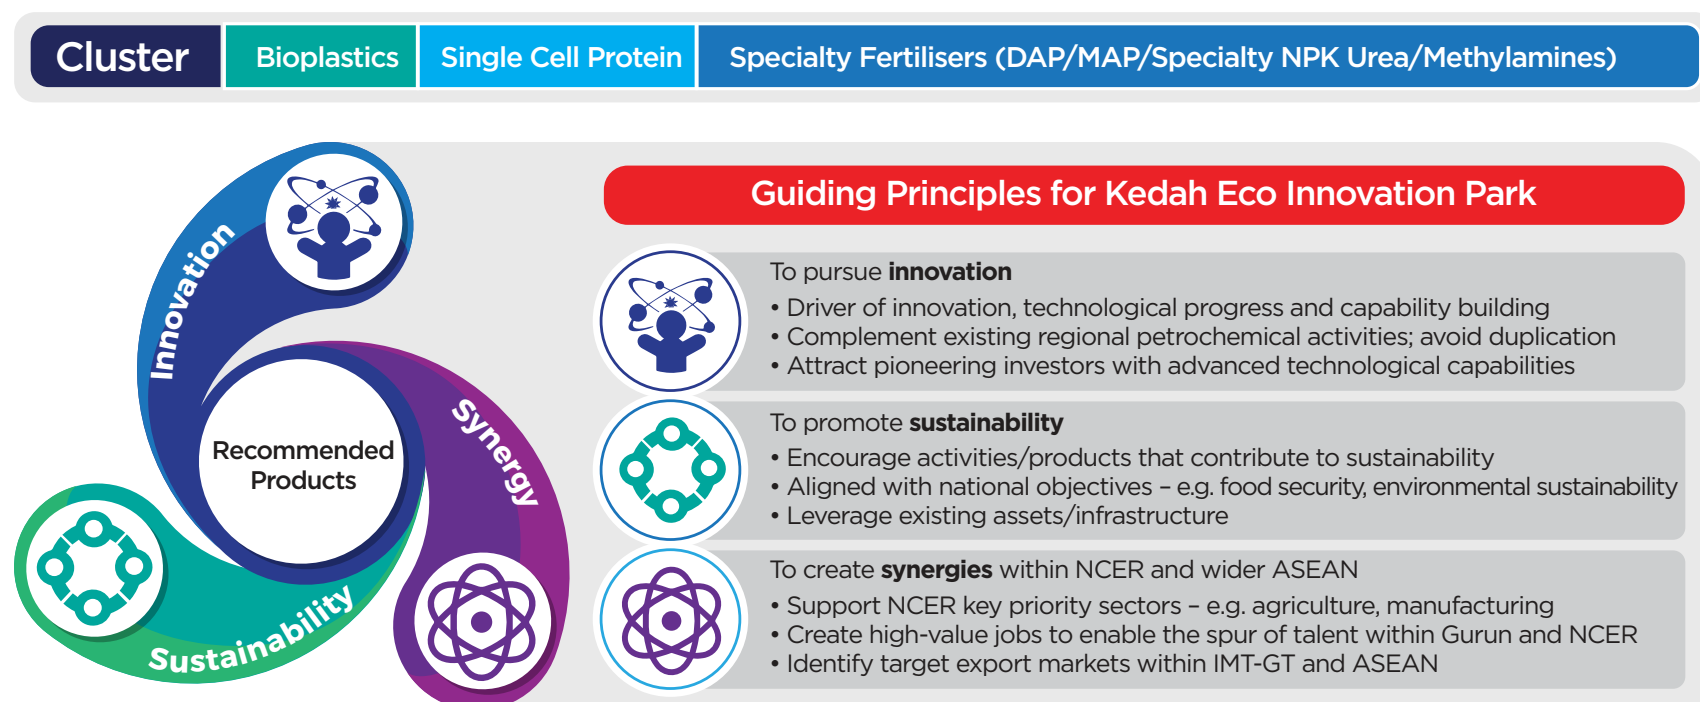 Cluster
Bioplastics
Single Cell Protein
Specialty Fertilisers (DAP/MAP/Specialty NPK Urea/Methylamines)
Innovation
Synergy
Sustainability
Recommended
Products
Guiding Principles for Kedah Eco Innovation Park
To pursue innovation
• Driver of innovation, technological progress and capability building
• Complement existing regional petrochemical activities; avoid duplication
• Attract pioneering investors with advanced technological capabilities
To promote sustainability
• Encourage activities/products that contribute to sustainability
• Aligned with national objectives – e.g. food security, environmental sustainability
• Leverage existing assets/infrastructure
To create synergies within NCER and wider ASEAN
• Support NCER key priority sectors – e.g. agriculture, manufacturing
• Create high-value jobs to enable the spur of talent within Gurun and NCER
• Identify target export markets within IMT-GT and ASEAN